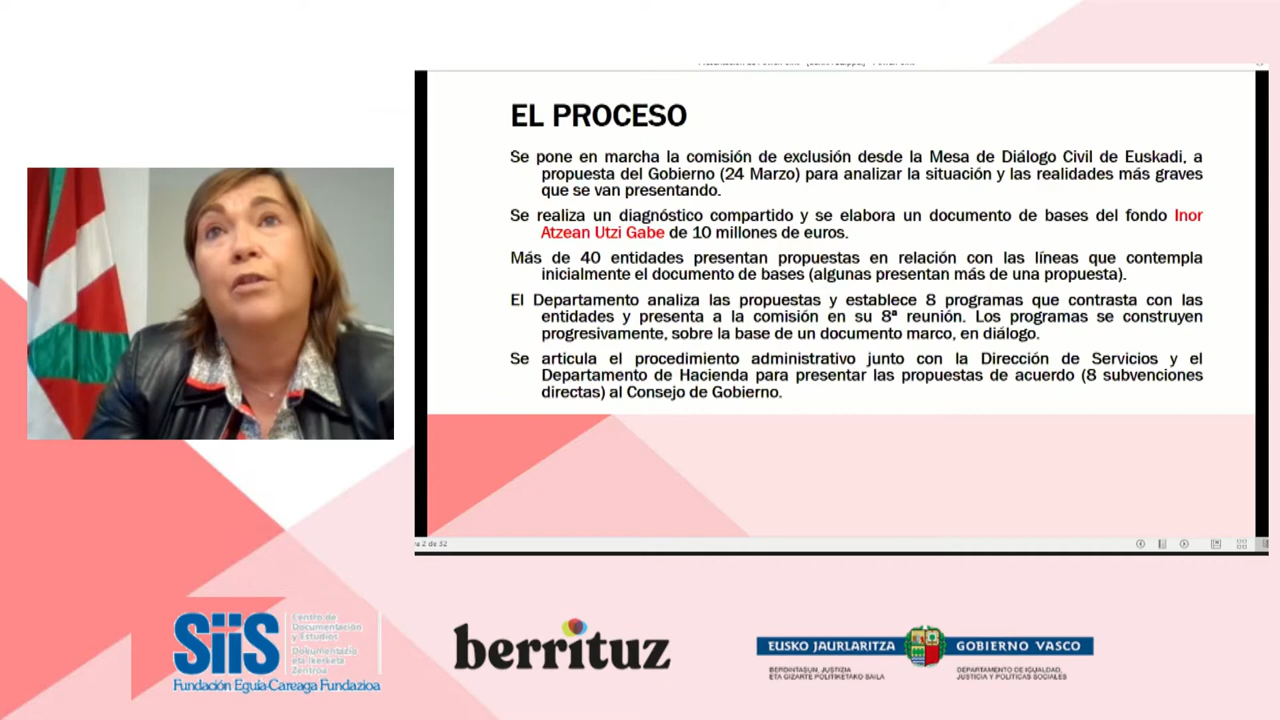 EL PROCESO
Se pone en marcha la comisión de exclusión desde la Mesa de Diálogo Civil de Euskadi, a
propuesta del Gobierno (24 Marzo) para analizar la situación y las realidades más graves
que se van presentando.
Se realiza un diagnóstico compartido y se elabora un documento de bases del fondo Inor
Atzean Utzi Gabe de 10 millones de euros.
Más de 40 entidades presentan propuestas en relación con las líneas que contempla
inicialmente el documento de bases (algunas presentan más de una propuesta).
El Departamento analiza las propuestas y establece 8 programas que contrasta con las
entidades y presenta a la comisión en su 8ª reunión. Los programas se construyen
progresivamente, sobre la base de un documento marco, en diálogo.
Se articula el procedimiento administrativo junto con la Dirección de Servicios y el
Departamento de Hacienda para presentar las propuestas de acuerdo (8 subvenciones
directas) al Consejo de Gobierno.
2 de 32
SiiS
Centro de
Documentación
y Estudios
Dokumentazio
eta Ikerketa
Zentroa
Fundación Eguía-Careaga Fundazioa
berrituz
EUSKO JAURLARITZA
GOBIERNO VASCO
BERDINTASUN, JUSTIZIA
ETA GIZARTE POLITIKETAKO SAILA
DEPARTAMENTO DE IGUALDAD,
JUSTICIA Y POLÍTICAS SOCIALES